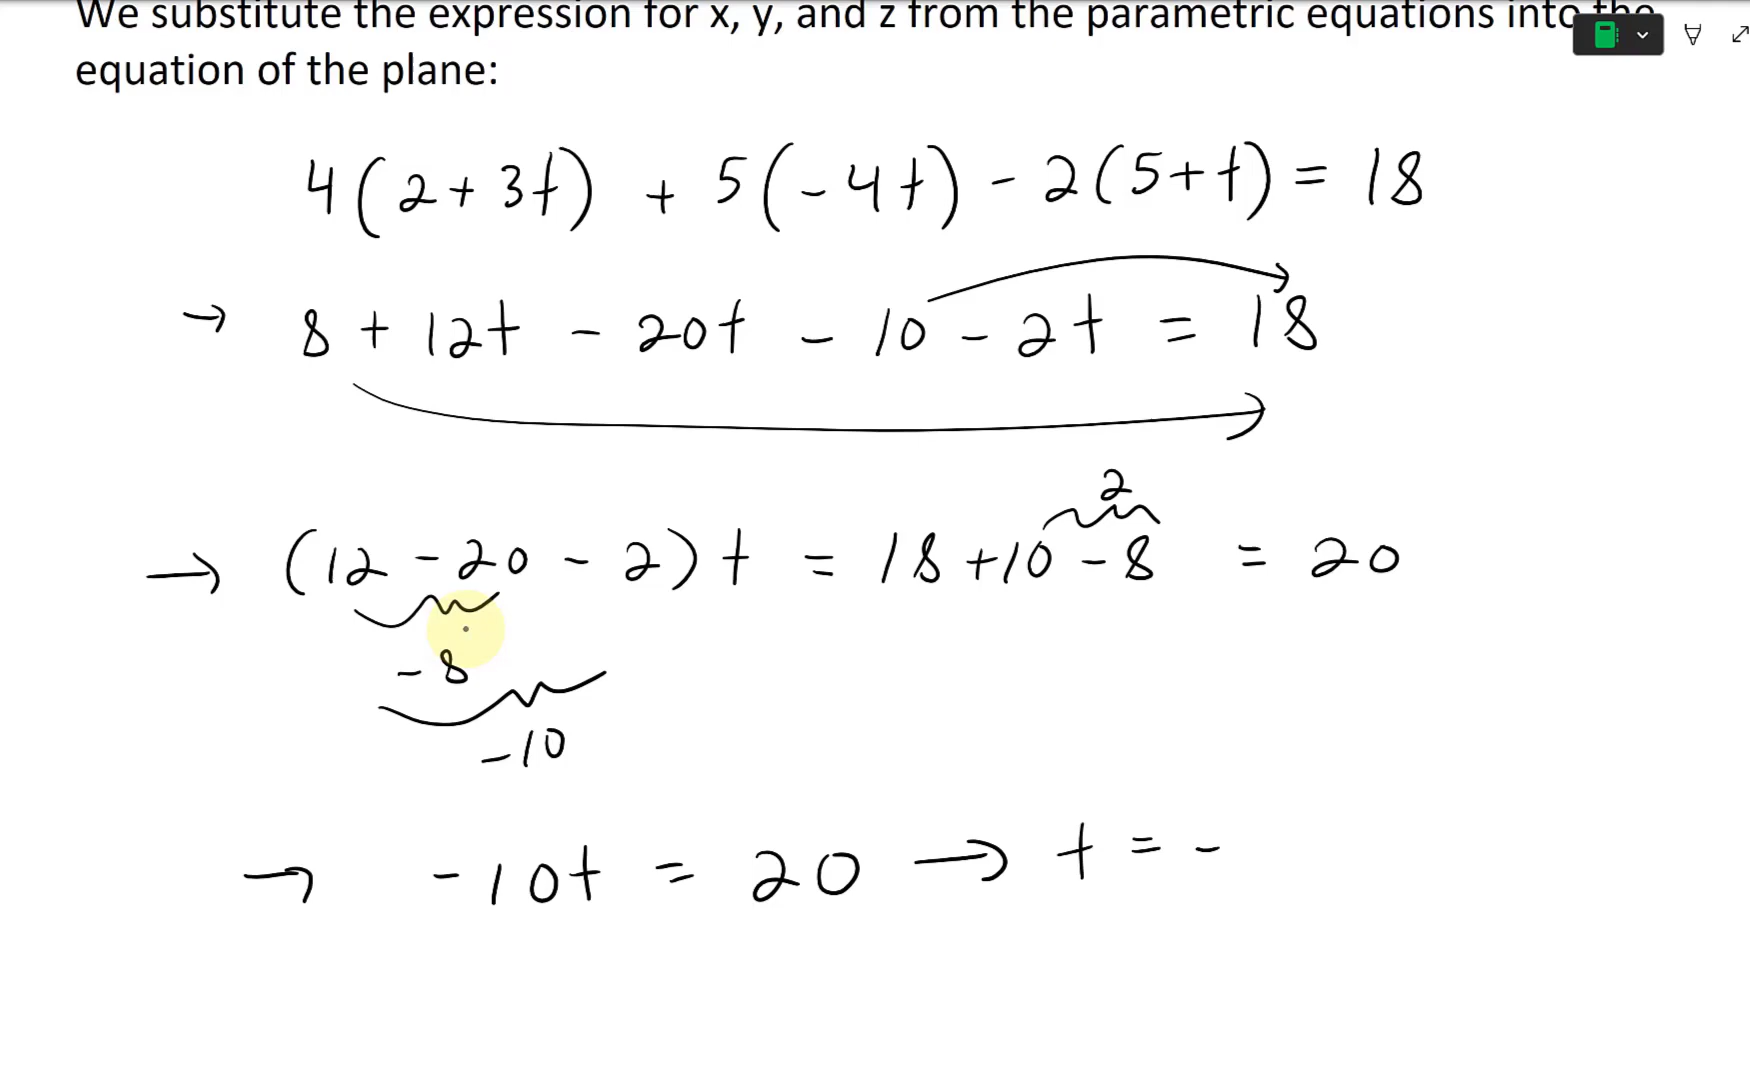 We substitute the expression for x, y, and z from the parametric equations into the
equation of the plane:
4(2+3t) + 5(-4t) - 2(5+t) = 18
→ 8 + 12t - 20t - 10 - 2t = 18
2
→ (12 - 20 - 2)t = 18 +10 - 8 = 20
-8
-10
→ -10t = 20 → t = -